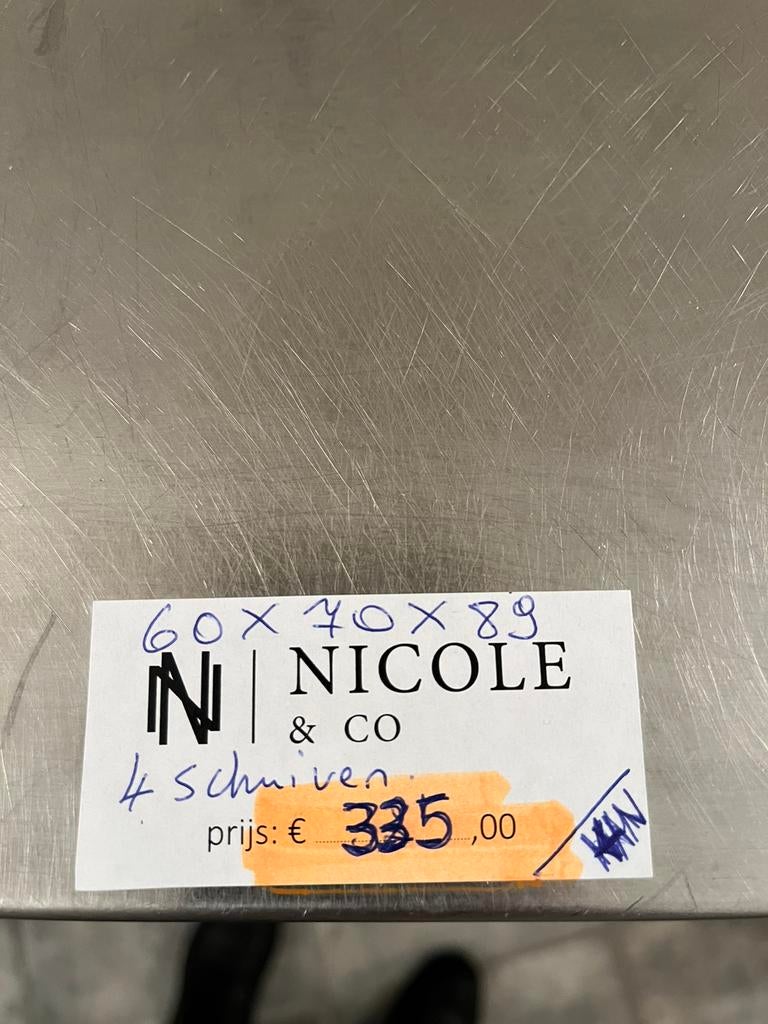 60 X 70 X 89
N | NICOLE
& CO
4 schuiven.
prijs: € 335,00